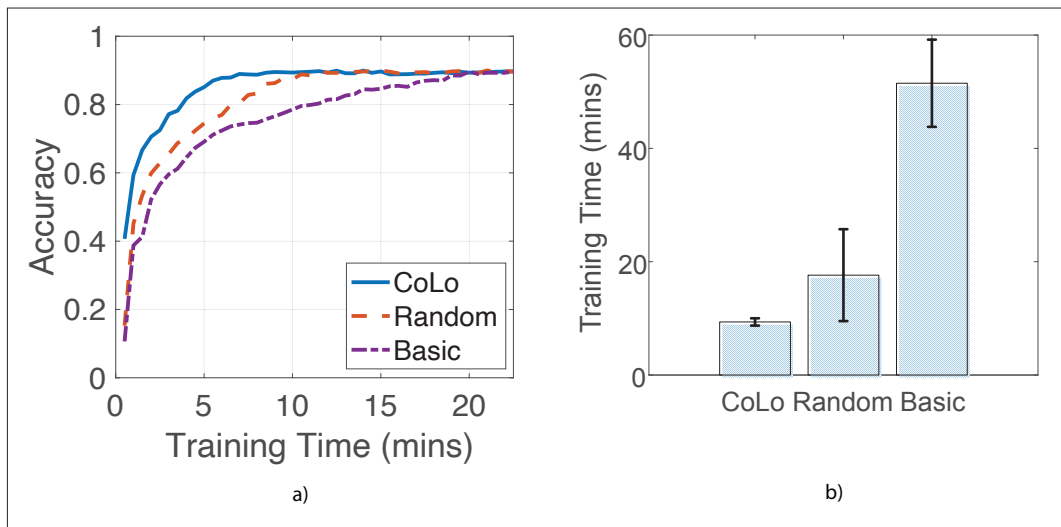 Accuracy
1
0.8
0.6
0.4
0.2
0
CoLo
Random
Basic
0 5 10 15 20
Training Time (mins)
a)
Training Time (mins)
60
40
20
0
CoLo Random Basic
b)